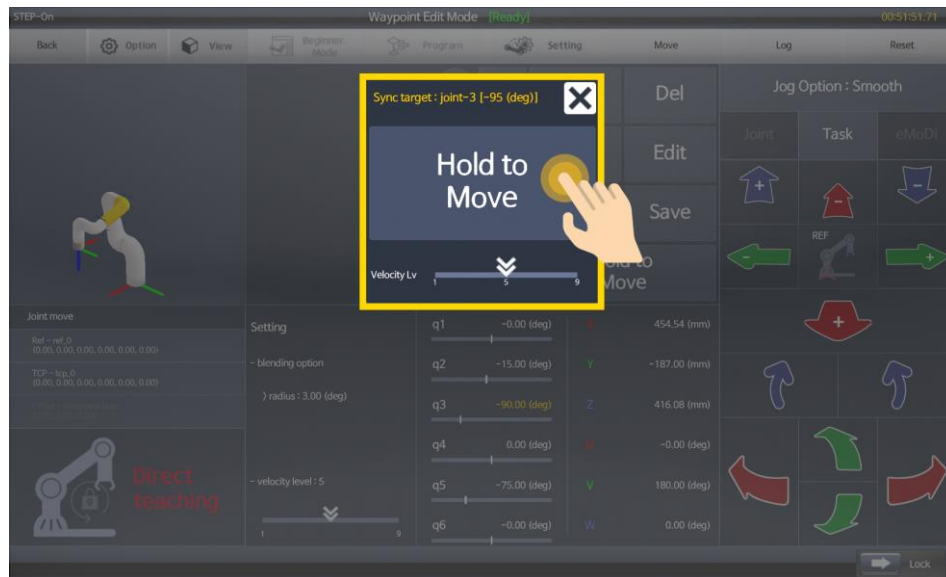 STEP-On
Waypoint Edit Mode [Ready]
00:51:51.71
Back
Option
View
Beginner Mode
Program
Setting
Move
Log
Reset
Sync target : joint-3 [-95 (deg)]
Hold to
Move
Velocity Lv
1
5
9
Del
Edit
Save
Hold to
Move
Jog Option : Smooth
Joint
Task
eMoDi
+
-
-
-
REF
+
+
Joint move
Ref - ref_0
(0.00, 0.00, 0.00, 0.00, 0.00, 0.00)
TCP - tcp_0
(0.00, 0.00, 0.00, 0.00, 0.00, 0.00)
Direct
teaching
Setting
- blending option
) radius : 3.00 (deg)
- velocity level : 5
1
9
q1 -0.00 (deg)
q2 -15.00 (deg)
q3 -90.00 (deg)
q4 0.00 (deg)
q5 -75.00 (deg)
q6 -0.00 (deg)
X 454.54 (mm)
Y -187.00 (mm)
Z 416.08 (mm)
U -0.00 (deg)
V 180.00 (deg)
W 0.00 (deg)
Lock